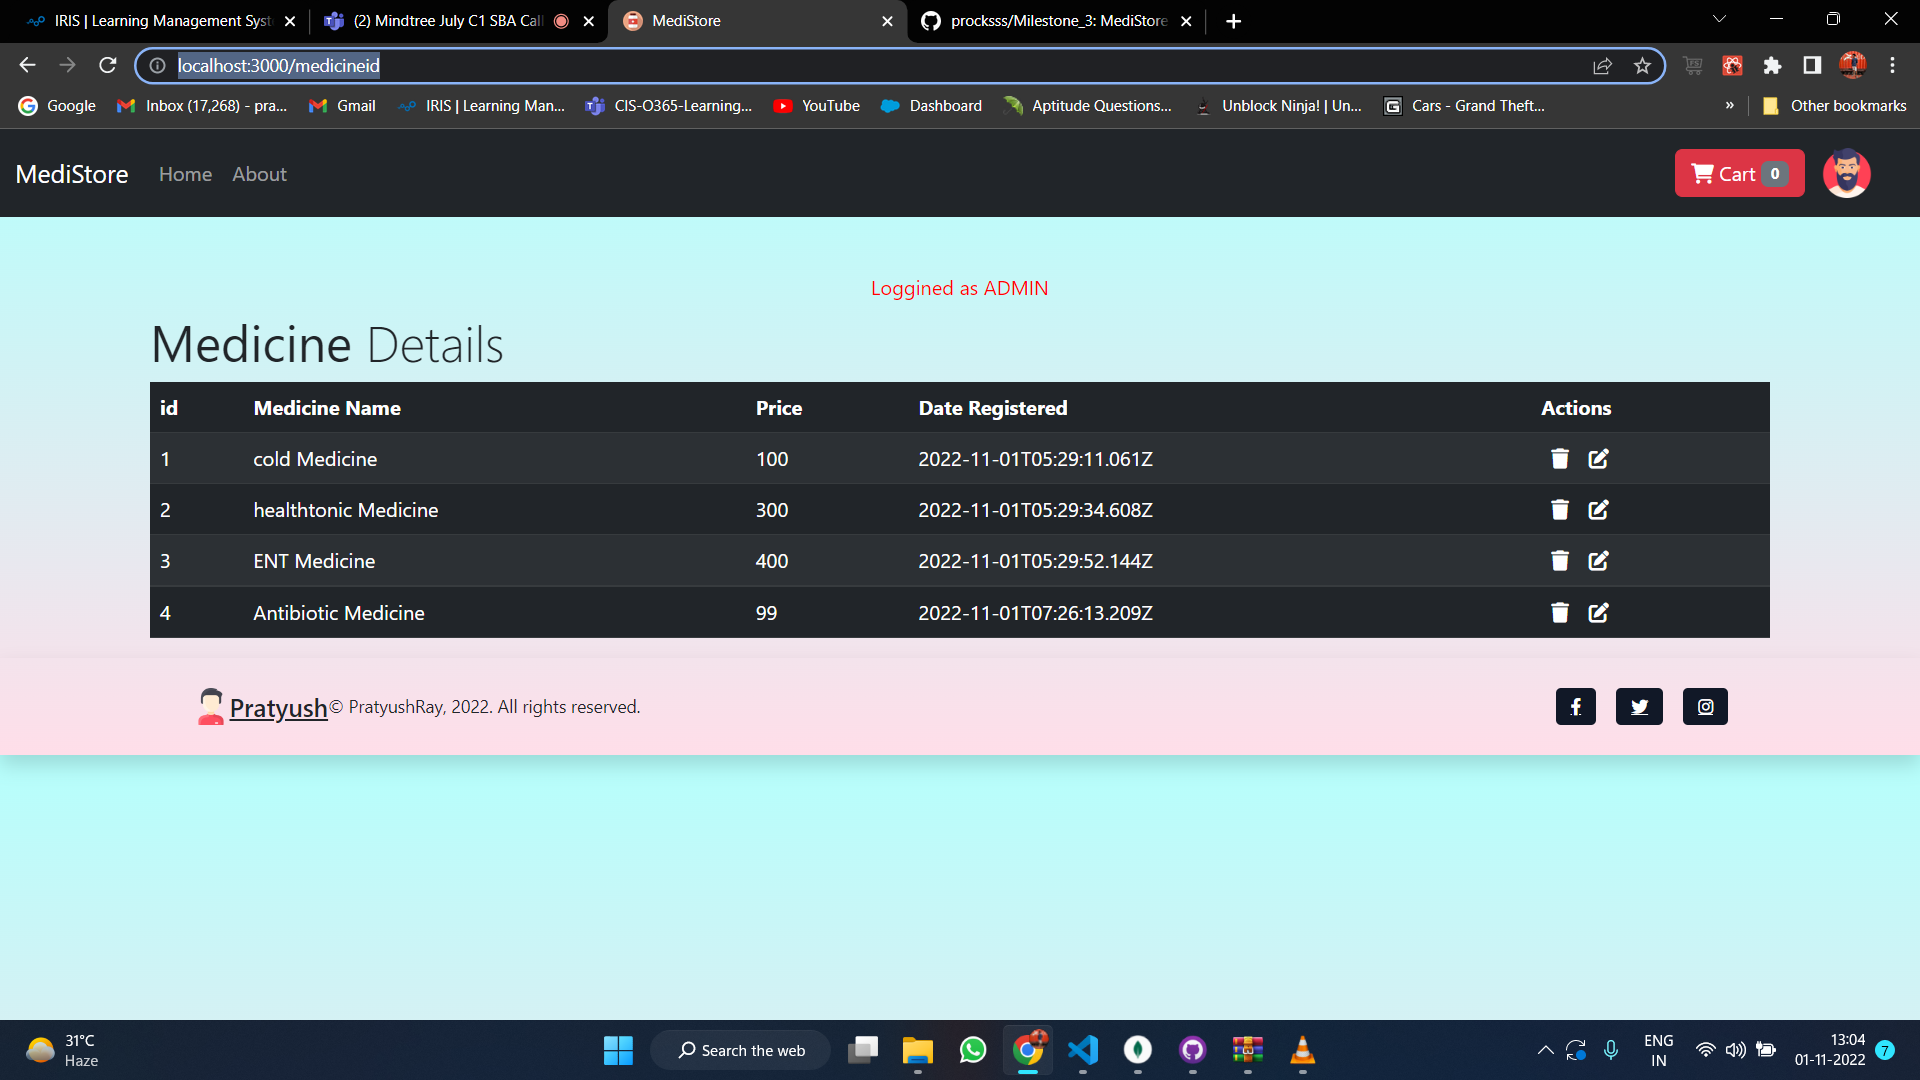 IRIS | Learning Management Syst
(2) Mindtree July C1 SBA Call
MediStore
procksss/Milestone_3: MediStore
localhost:3000/medicineid
Google
Inbox (17,268) - pra...
Gmail
IRIS | Learning Man...
CIS-O365-Learning...
YouTube
Dashboard
Aptitude Questions...
Unblock Ninja! | Un...
Cars - Grand Theft...
»
Other bookmarks
MediStore Home About Cart 0
Loggined as ADMIN
Medicine Details
id Medicine Name Price Date Registered Actions
1 cold Medicine 100 2022-11-01T05:29:11.061Z
2 healthtonic Medicine 300 2022-11-01T05:29:34.608Z
3 ENT Medicine 400 2022-11-01T05:29:52.144Z
4 Antibiotic Medicine 99 2022-11-01T07:26:13.209Z
Pratyush© PratyushRay, 2022. All rights reserved.
31°C
Haze
Search the web
ENG
IN
13:04
01-11-2022
7